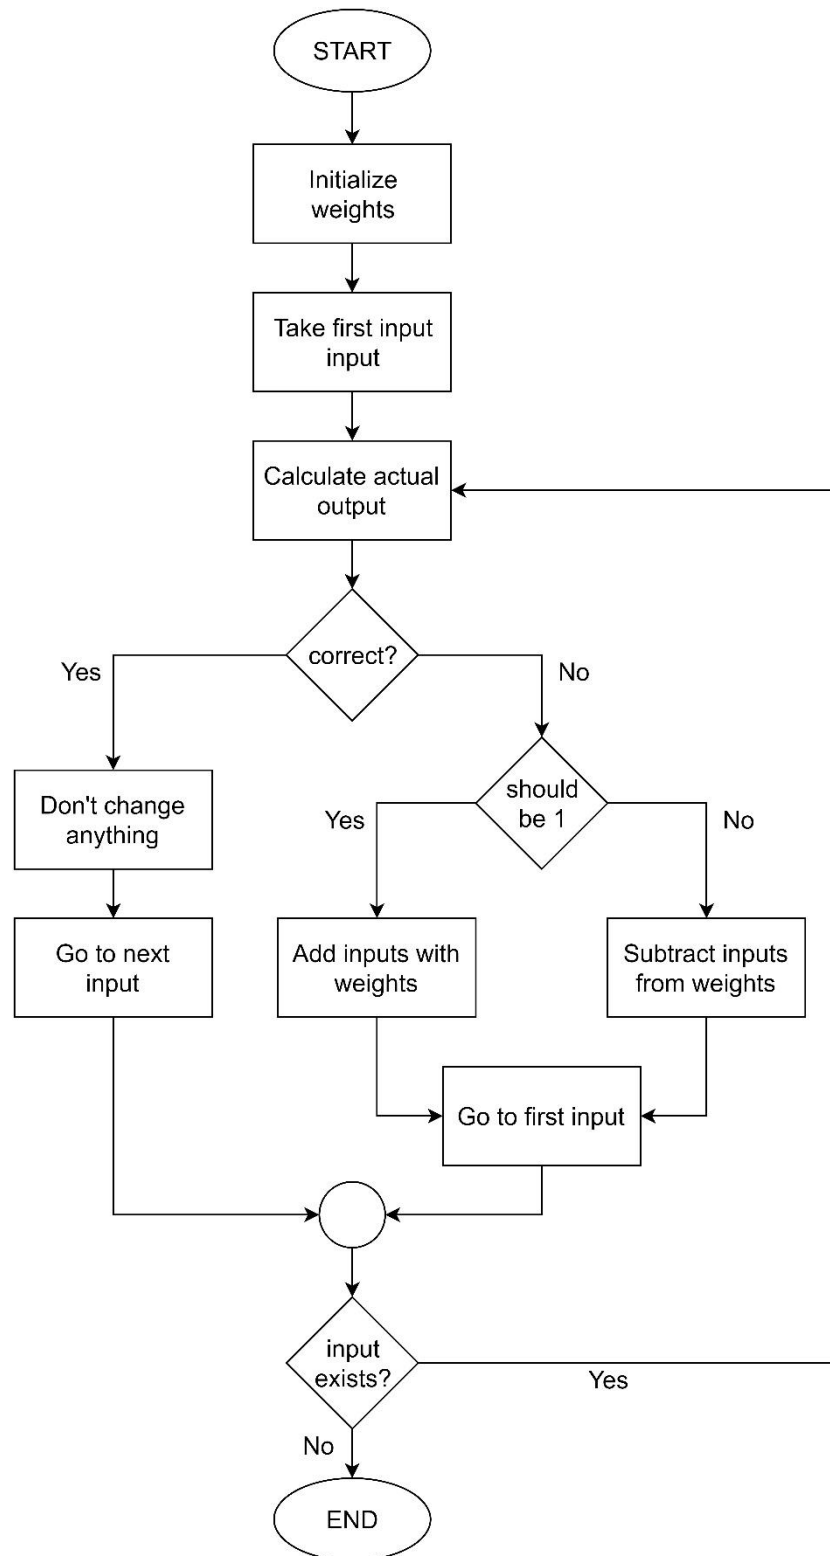 START
Initialize
weights
Take first input
input
Calculate actual
output
correct?
Yes
No
should
be 1
Yes
No
Don't change
anything
Go to next
input
Add inputs with
weights
Subtract inputs
from weights
Go to first input
input
exists?
Yes
No
END